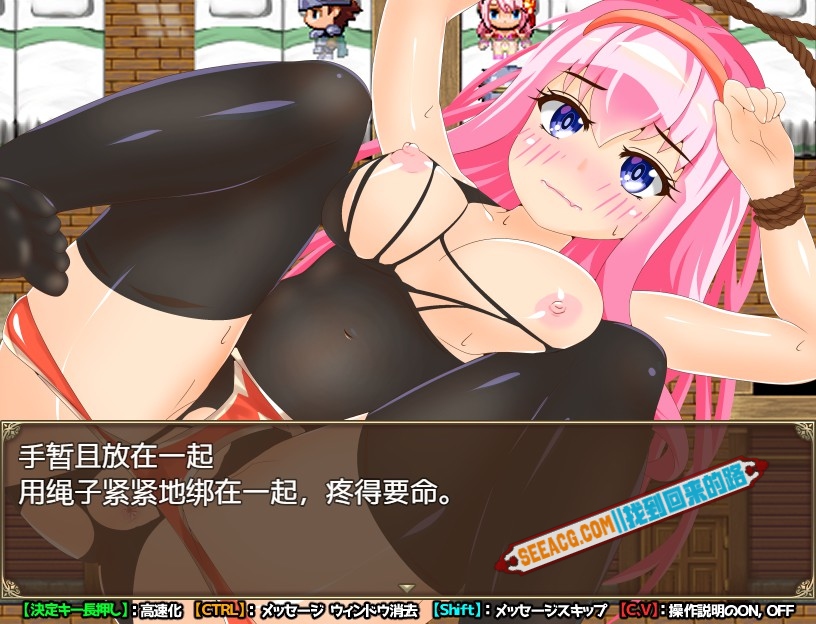 手暂且放在一起
用绳子紧紧地绑在一起，疼得要命。
SEEACG.COM||找到回来的路
【決定キー長押し】：高速化 【CTRL】：メッセージ ウィンドウ消去 【Shift】：メッセージスキップ 【C,V】：操作説明のON, OFF